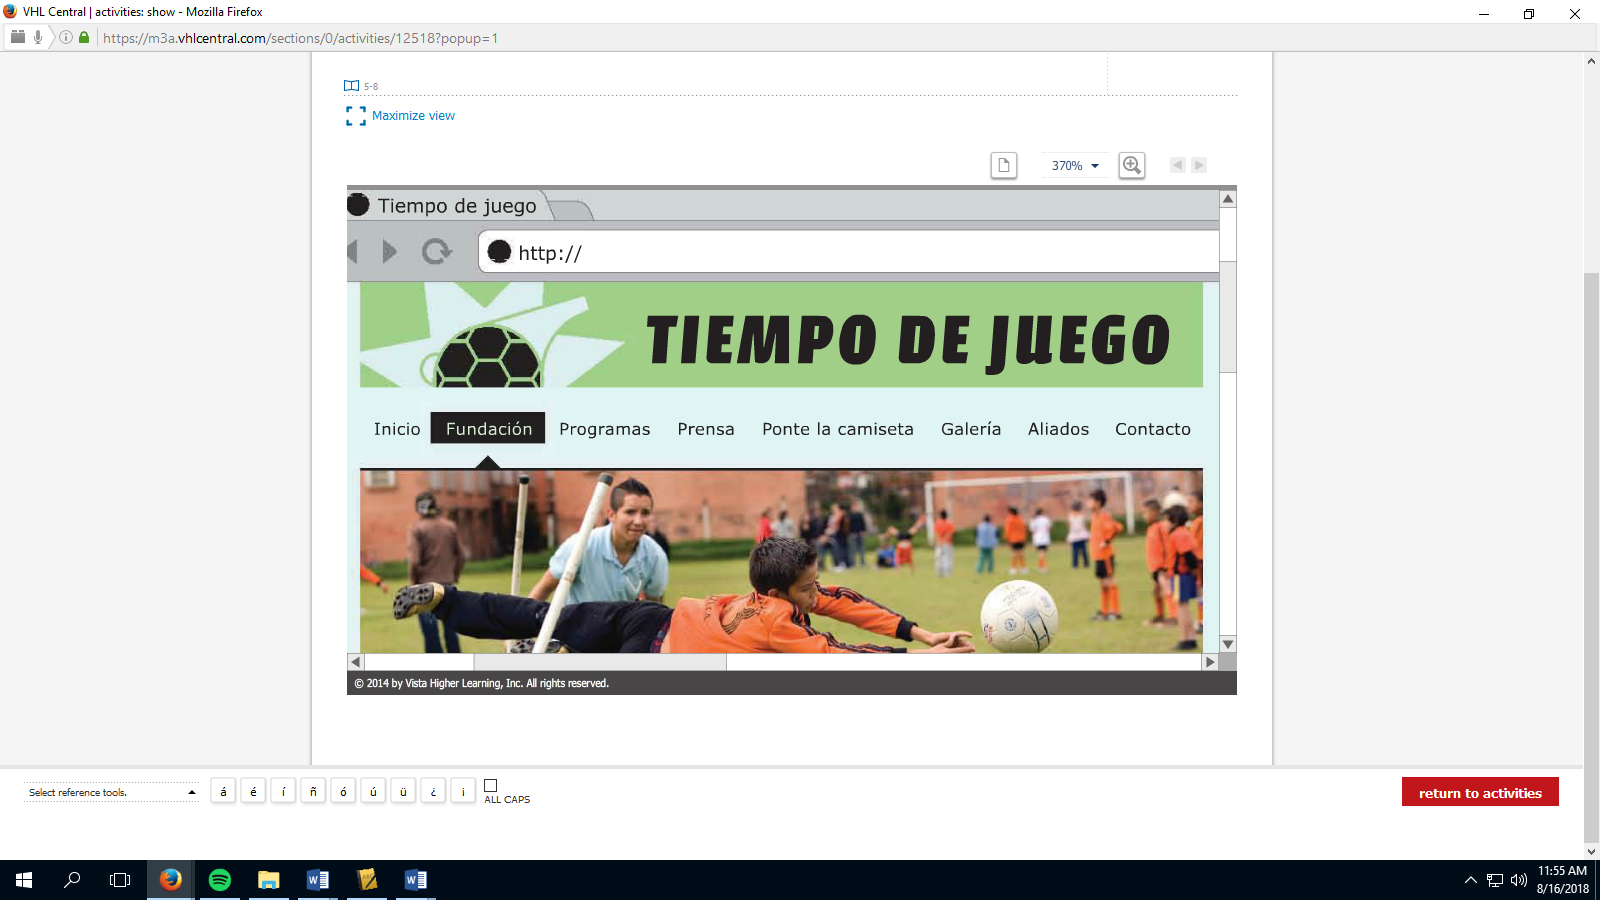 VHL Central | activities: show - Mozilla Firefox
https://m3a.vhlcentral.com/sections/0/activities/12518?popup=1
5-8
Maximize view
370%
Tiempo de juego
http://
TIEMPO DE JUEGO
Inicio Fundación Programas Prensa Ponte la camiseta Galería Aliados Contacto
© 2014 by Vista Higher Learning, Inc. All rights reserved.
Select reference tools. á é í ñ ó ú ü ¿ ¡ ALL CAPS return to activities
11:55 AM
8/16/2018